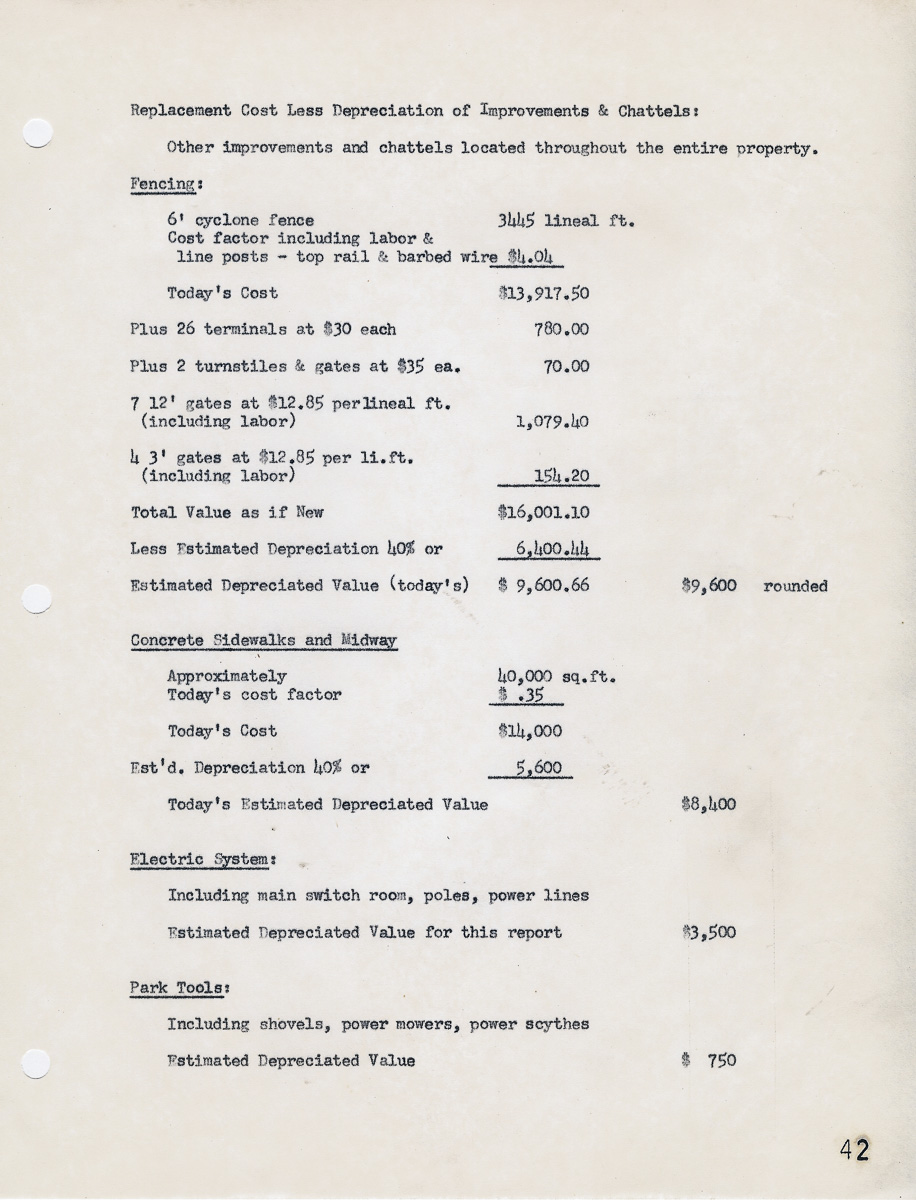 Replacement Cost Less Depreciation of Improvements & Chattels:
Other improvements and chattels located throughout the entire property.
Fencing:
6' cyclone fence 3445 lineal ft.
Cost factor including labor &
line posts - top rail & barbed wire $4.04
Today's Cost $13,917.50
Plus 26 terminals at $30 each 780.00
Plus 2 turnstiles & gates at $35 ea. 70.00
7 12' gates at $12.85 per lineal ft.
(including labor) 1,079.40
4 3' gates at $12.85 per li.ft.
(including labor) 154.20
Total Value as if New $16,001.10
Less Estimated Depreciation 40% or 6,400.44
Estimated Depreciated Value (today's) $ 9,600.66 $9,600 rounded
Concrete Sidewalks and Midway
Approximately 40,000 sq.ft.
Today's cost factor $ .35
Today's Cost $14,000
Est'd. Depreciation 40% or 5,600
Today's Estimated Depreciated Value $8,400
Electric System:
Including main switch room, poles, power lines
Estimated Depreciated Value for this report $3,500
Park Tools:
Including shovels, power mowers, power scythes
Estimated Depreciated Value $ 750
42